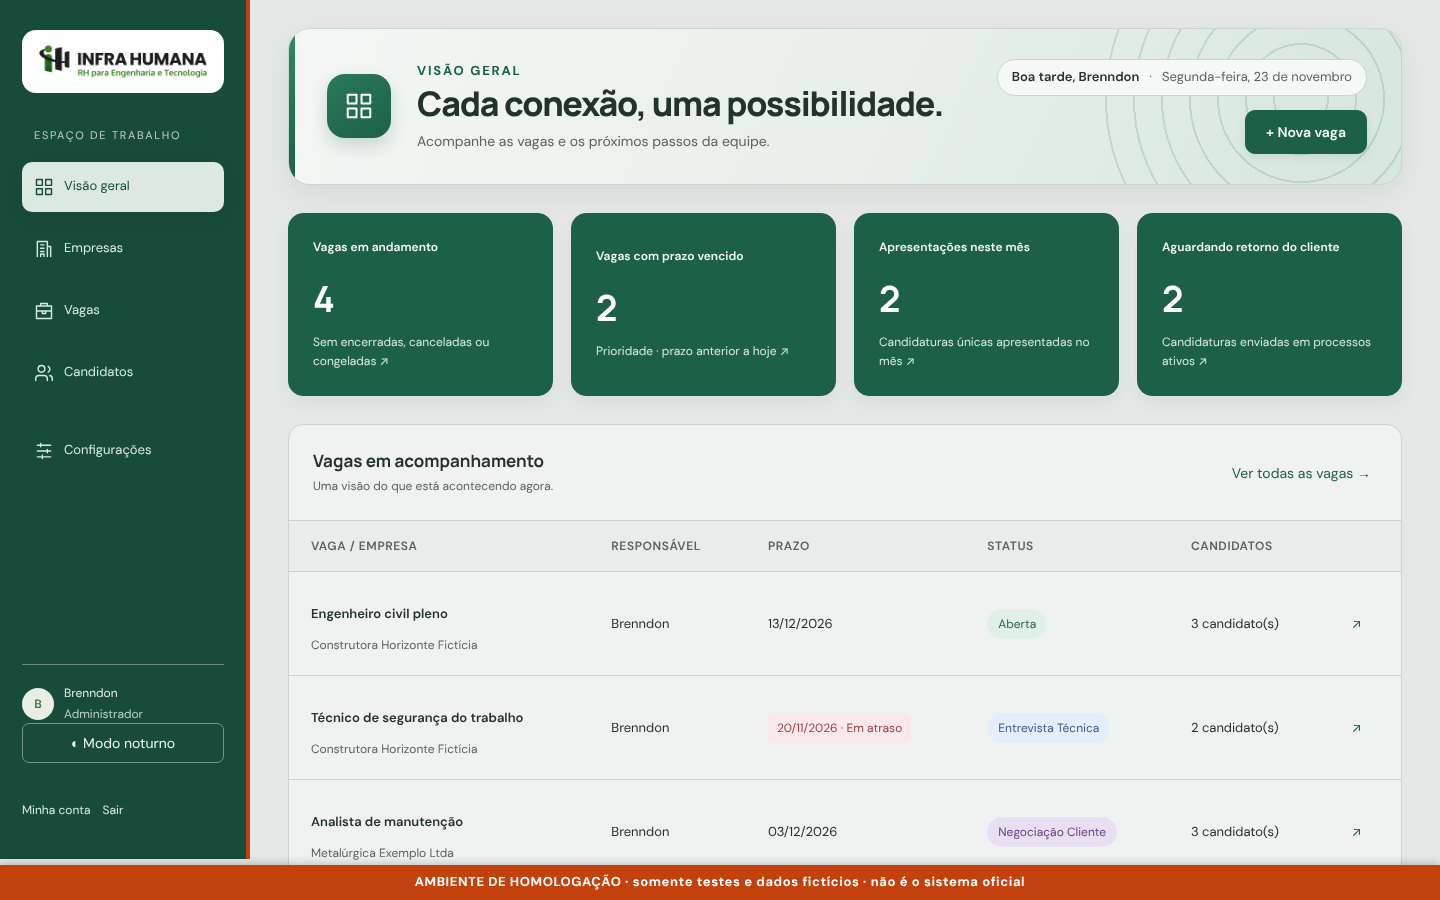 INFRA HUMANA
RH para Engenharia e Tecnologia
ESPAÇO DE TRABALHO
Visão geral
Empresas
Vagas
Candidatos
Configurações
B
Brenndon
Administrador
Modo noturno
Minha conta Sair
VISÃO GERAL
Cada conexão, uma possibilidade.
Acompanhe as vagas e os próximos passos da equipe.
Boa tarde, Brenndon · Segunda-feira, 23 de novembro
+ Nova vaga
Vagas em andamento
4
Sem encerradas, canceladas ou
congeladas ↗
Vagas com prazo vencido
2
Prioridade · prazo anterior a hoje ↗
Apresentações neste mês
2
Candidaturas únicas apresentadas no
mês ↗
Aguardando retorno do cliente
2
Candidaturas enviadas em processos
ativos ↗
Vagas em acompanhamento
Uma visão do que está acontecendo agora.
Ver todas as vagas →
VAGA / EMPRESA RESPONSÁVEL PRAZO STATUS CANDIDATOS
Engenheiro civil pleno
Construtora Horizonte Fictícia
Brenndon 13/12/2026 Aberta 3 candidato(s) ↗
Técnico de segurança do trabalho
Construtora Horizonte Fictícia
Brenndon 20/11/2026 · Em atraso Entrevista Técnica 2 candidato(s) ↗
Analista de manutenção
Metalúrgica Exemplo Ltda
Brenndon 03/12/2026 Negociação Cliente 3 candidato(s) ↗
AMBIENTE DE HOMOLOGAÇÃO · somente testes e dados fictícios · não é o sistema oficial